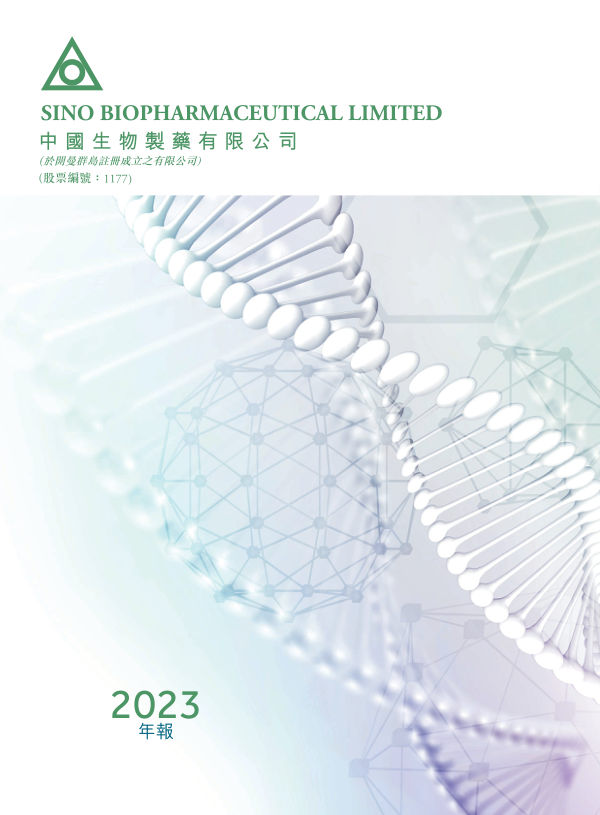 SINO BIOPHARMACEUTICAL LIMITED
中國生物製藥有限公司
(於開曼群島註冊成立之有限公司)
(股票編號：1177)
2023
年報